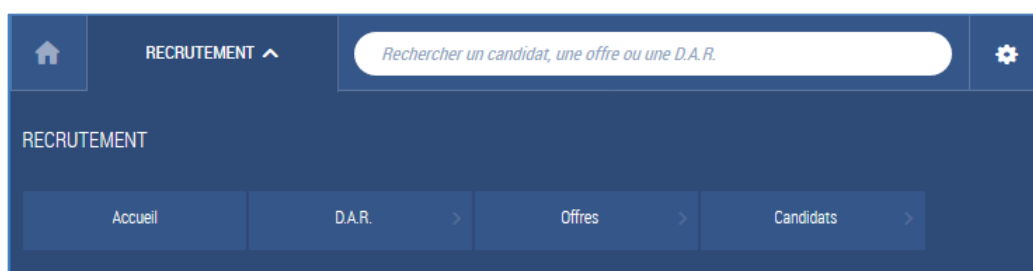 RECRUTEMENT
Rechercher un candidat, une offre ou une D.A.R.
RECRUTEMENT
Accueil
D.A.R.
Offres
Candidats